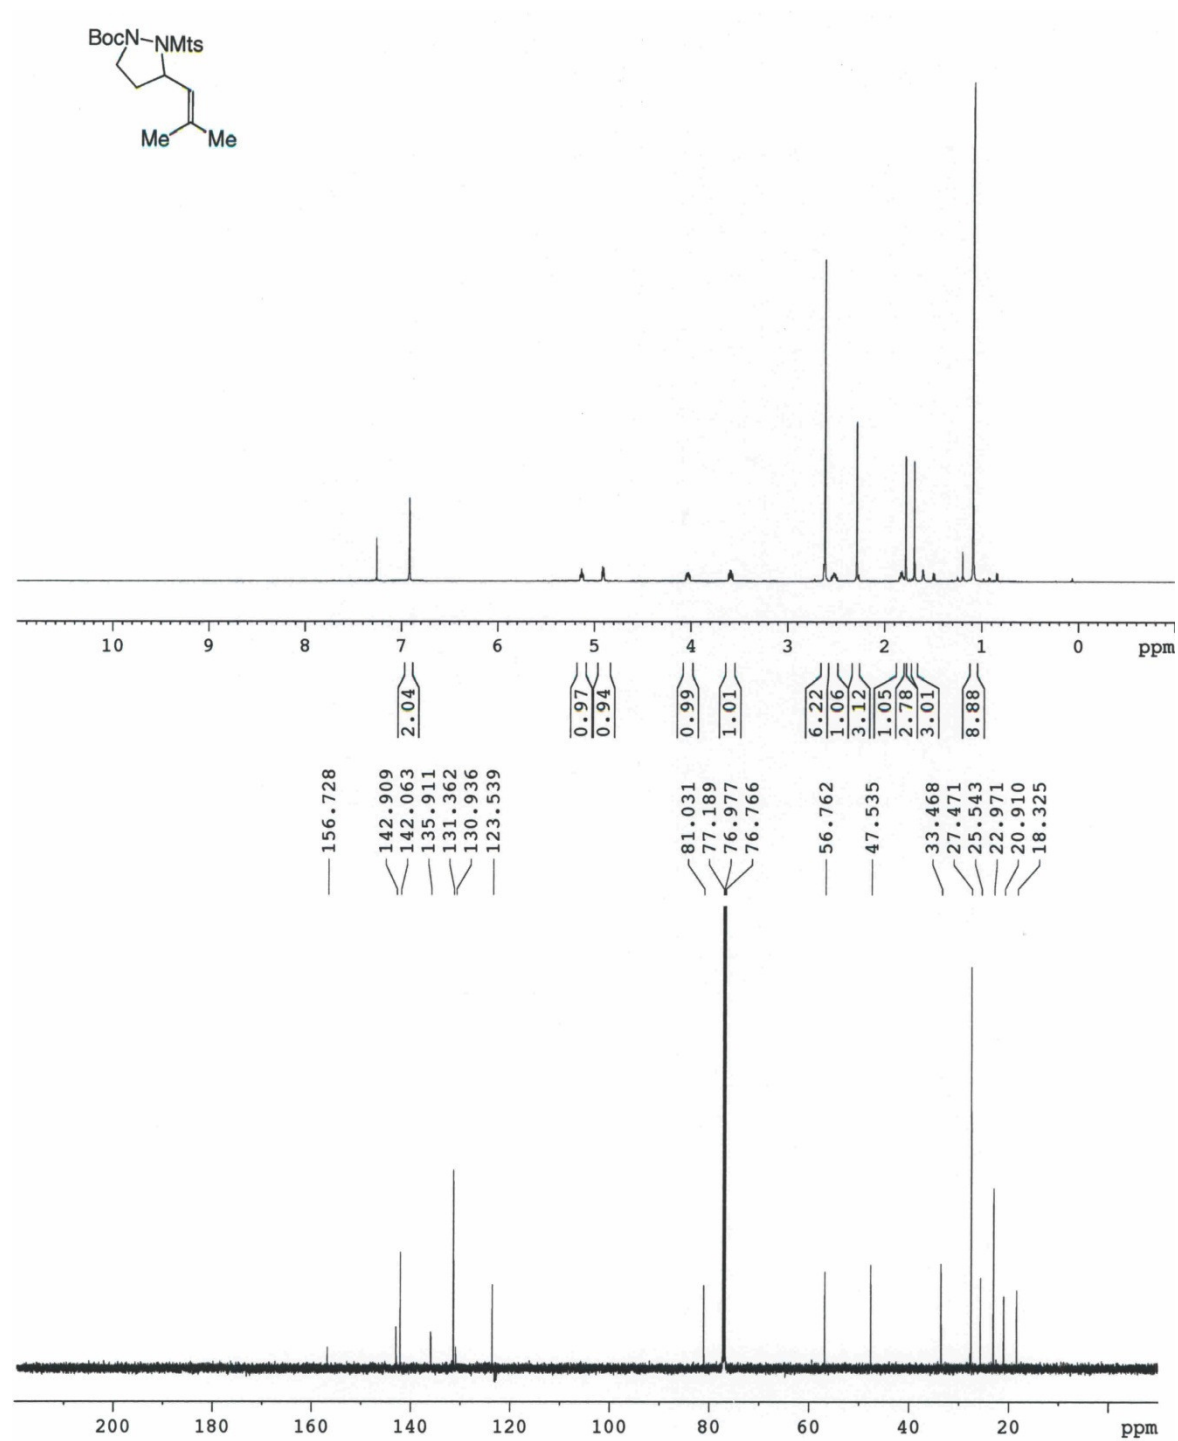 BocN-NMts
Me Me
10 9 8 7 6 5 4 3 2 1 0 ppm
2.04 0.97 0.94 0.99 1.01 6.22 1.06 3.12 1.05 2.78 3.01 8.88
156.728 142.909 142.063 135.911 131.362 130.936 123.539 81.031 77.189 76.977 76.766 56.762 47.535 33.468 27.471 25.543 22.971 20.910 18.325
200 180 160 140 120 100 80 60 40 20 ppm